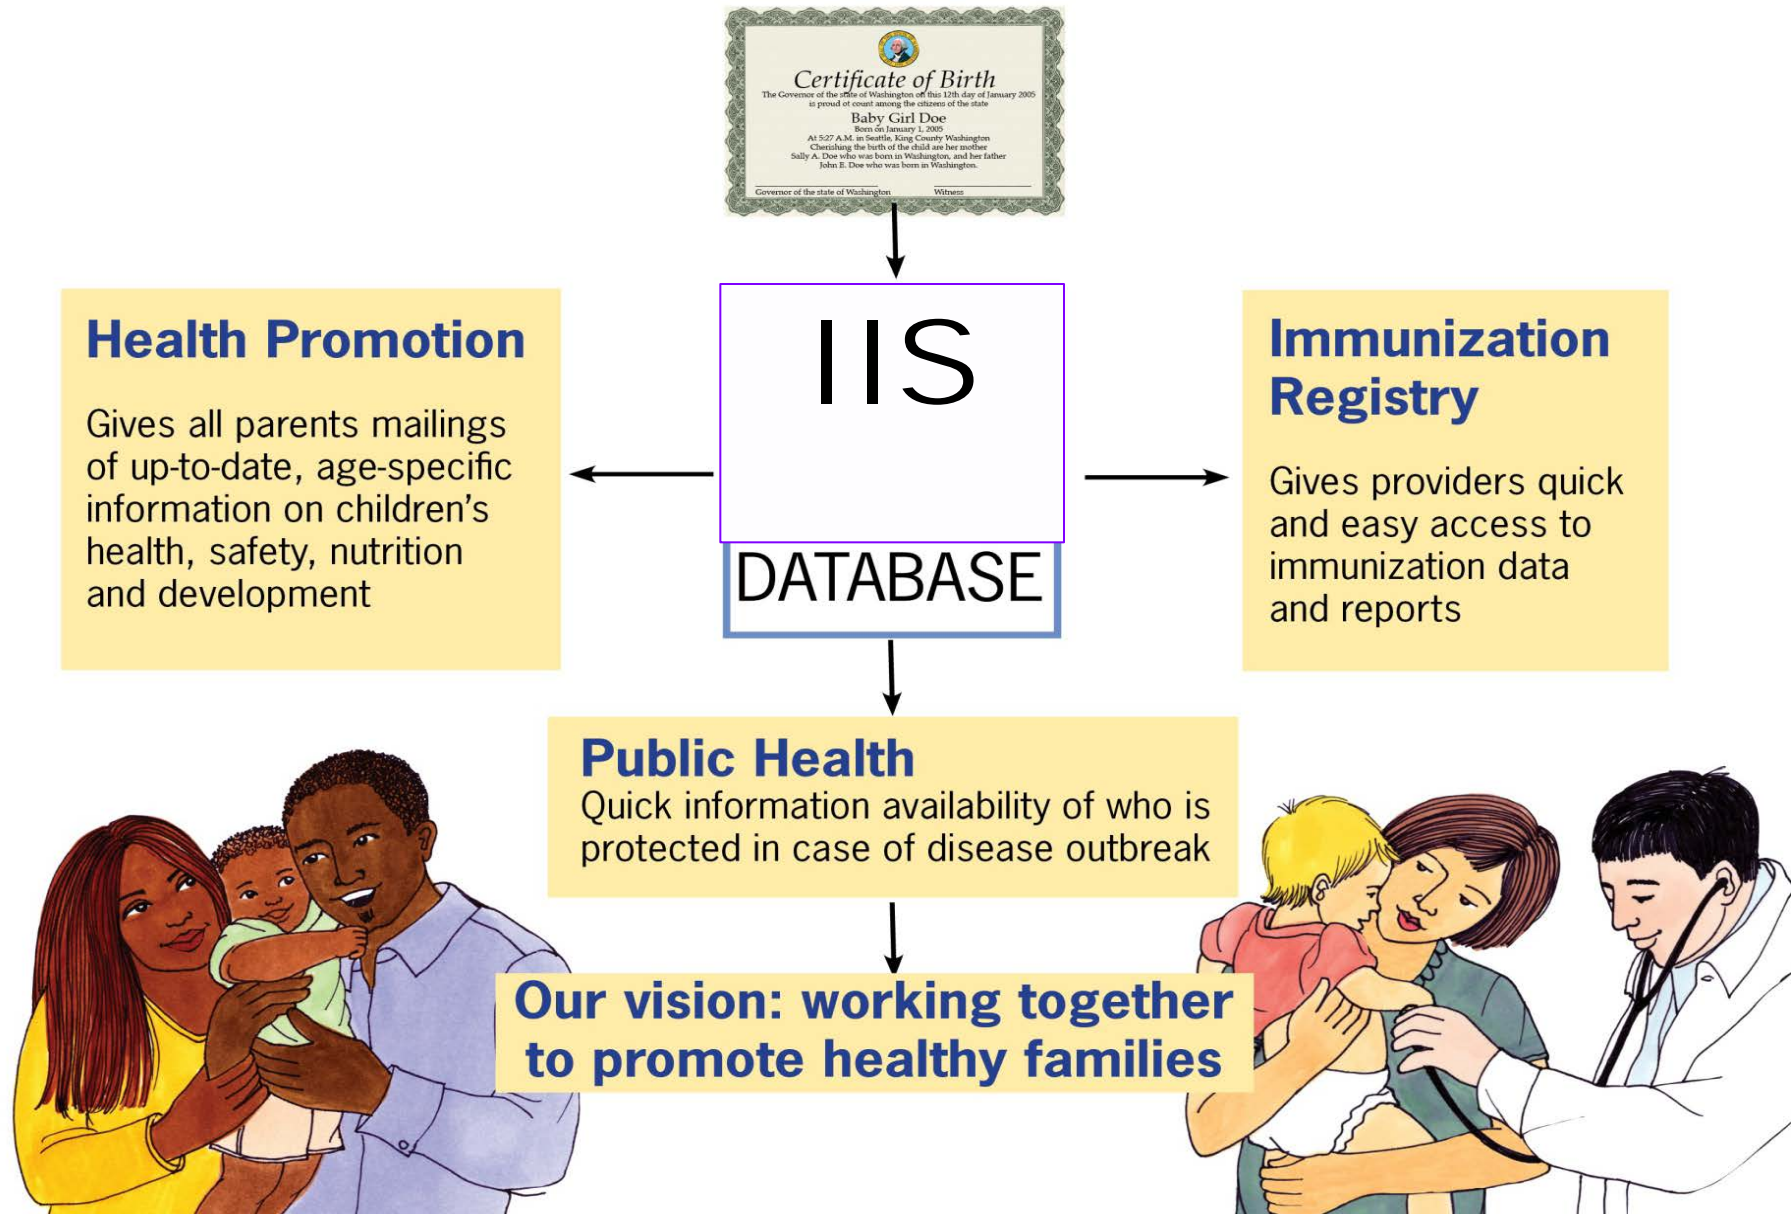 Certificate of Birth
The Governor of the state of Washington on this 12th day of January 2005
is proud ot count among the citizens of the state
Baby Girl Doe
Born on January 1, 2005
At 5:27 A.M. in Seattle, King County Washington
Cherishing the birth of the child are her mother
Sally A. Doe who was born in Washington, and her father
John E. Doe who was born in Washington.
Governor of the state of Washington Witness
Health Promotion
Gives all parents mailings
of up-to-date, age-specific
information on children's
health, safety, nutrition
and development
IIS
DATABASE
Immunization
Registry
Gives providers quick
and easy access to
immunization data
and reports
Public Health
Quick information availability of who is
protected in case of disease outbreak
Our vision: working together
to promote healthy families